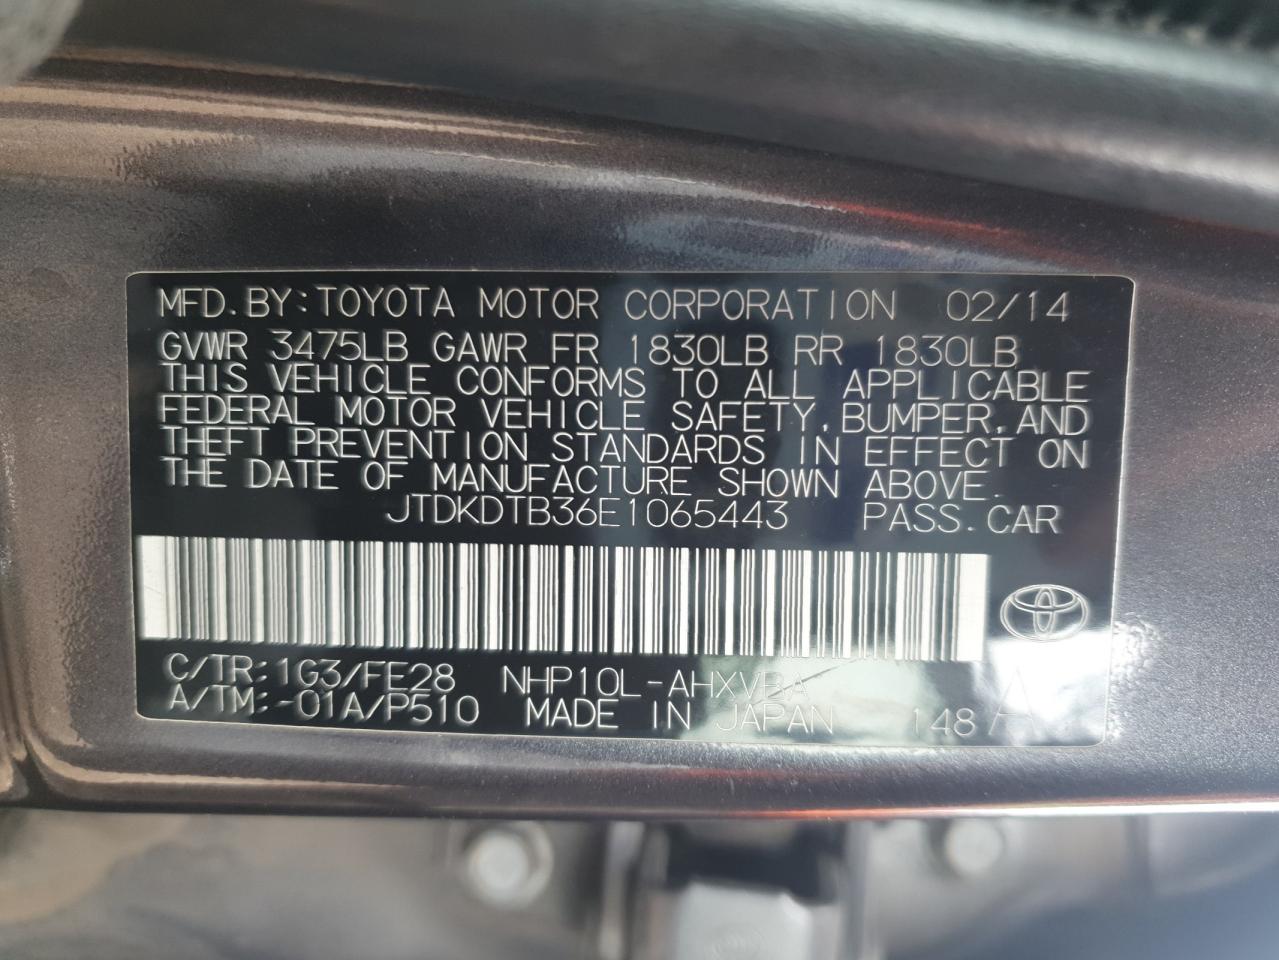 MFD.BY:TOYOTA MOTOR CORPORATION 02/14
GVWR 3475LB GAWR FR 1830LB RR 1830LB
THIS VEHICLE CONFORMS TO ALL APPLICABLE
FEDERAL MOTOR VEHICLE SAFETY,BUMPER,AND
THEFT PREVENTION STANDARDS IN EFFECT ON
THE DATE OF MANUFACTURE SHOWN ABOVE.
JTDKDTB36E1065443 PASS.CAR
C/TR:1G3/FE28 NHP10L-AHXVBA
A/TM:-01A/P510 MADE IN JAPAN 148 A